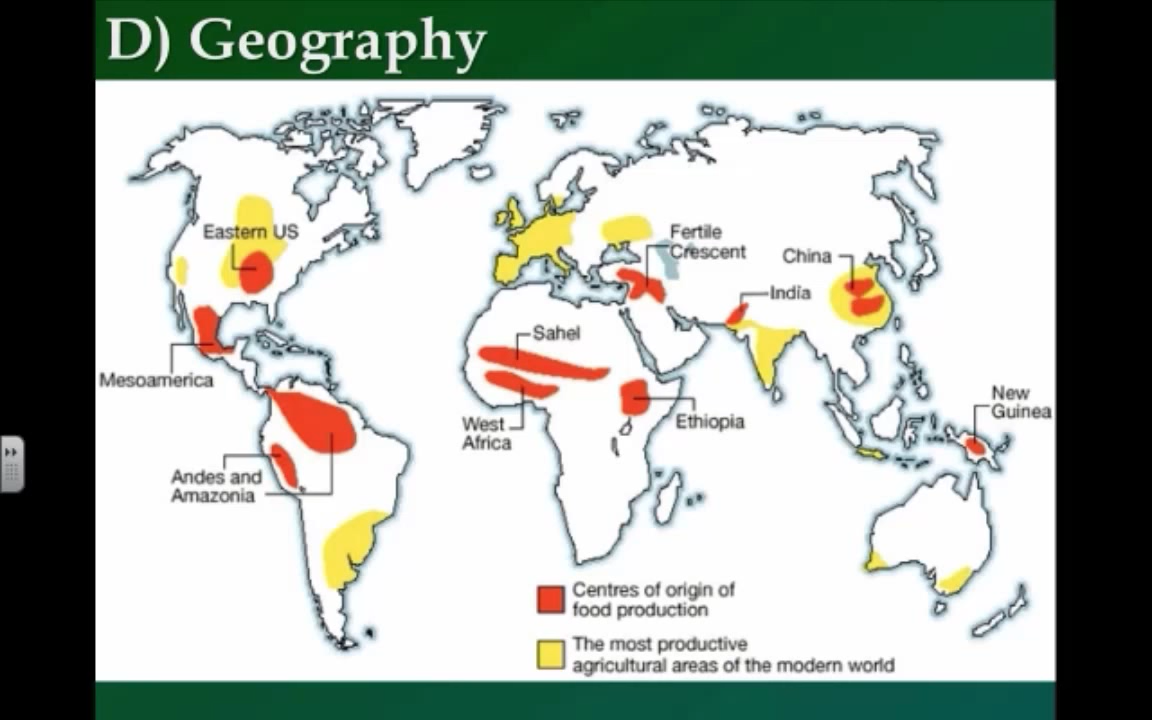 D) Geography
Eastern US
Fertile
Crescent
China
India
Sahel
Mesoamerica
New
Guinea
West
Africa
Ethiopia
Andes and
Amazonia
Centres of origin of
food production
The most productive
agricultural areas of the modern world